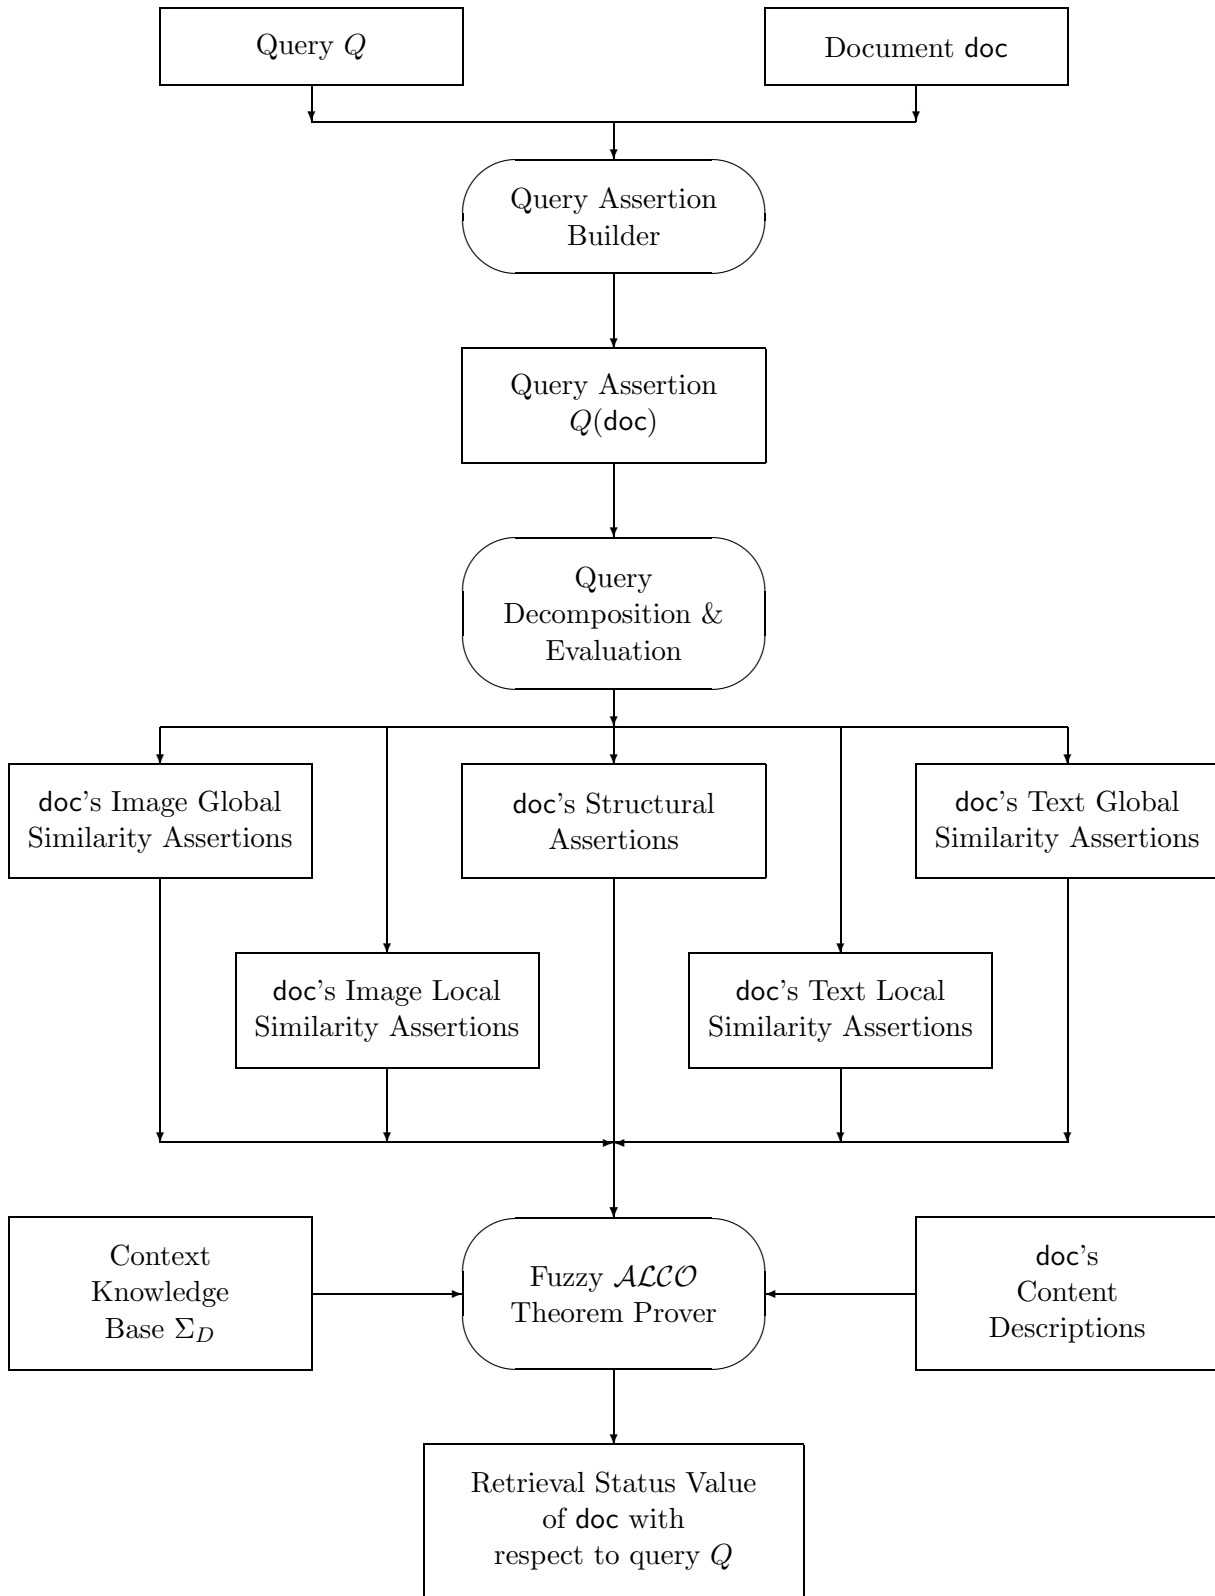 Query Q
Document doc
Query Assertion
Builder
Query Assertion
Q(doc)
Query
Decomposition &
Evaluation
doc's Image Global
Similarity Assertions
doc's Structural
Assertions
doc's Text Global
Similarity Assertions
doc's Image Local
Similarity Assertions
doc's Text Local
Similarity Assertions
Context
Knowledge
Base Σ_D
Fuzzy 𝒜ℒ𝒞𝒪
Theorem Prover
doc's
Content
Descriptions
Retrieval Status Value
of doc with
respect to query Q